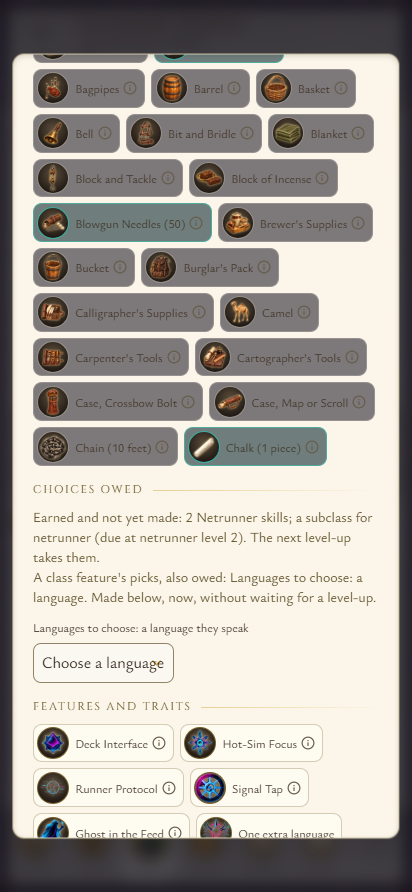 Bagpipes Barrel Basket
Bell Bit and Bridle Blanket
Block and Tackle Block of Incense
Blowgun Needles (50) Brewer's Supplies
Bucket Burglar's Pack
Calligrapher's Supplies Camel
Carpenter's Tools Cartographer's Tools
Case, Crossbow Bolt Case, Map or Scroll
Chain (10 feet) Chalk (1 piece)
CHOICES OWED
Earned and not yet made: 2 Netrunner skills; a subclass for
netrunner (due at netrunner level 2). The next level-up
takes them.
A class feature's picks, also owed: Languages to choose: a
language. Made below, now, without waiting for a level-up.
Languages to choose: a language they speak
Choose a language
FEATURES AND TRAITS
Deck Interface Hot-Sim Focus
Runner Protocol Signal Tap
Ghost in the Feed One extra language